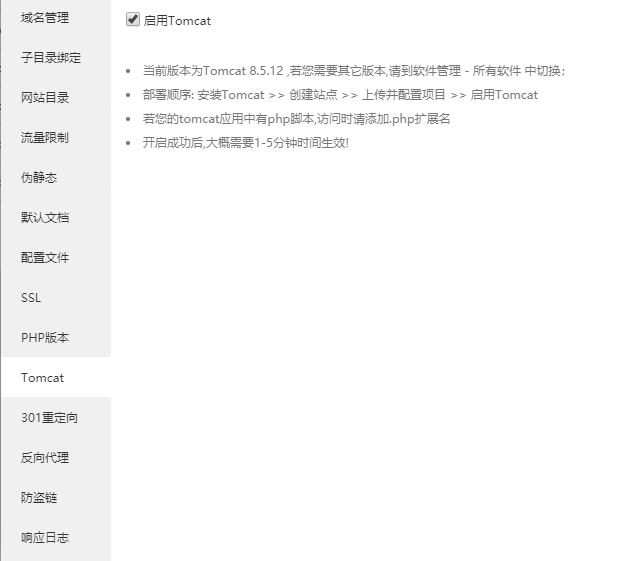 域名管理
子目录绑定
网站目录
流量限制
伪静态
默认文档
配置文件
SSL
PHP版本
Tomcat
301重定向
反向代理
防盗链
响应日志
启用Tomcat
当前版本为Tomcat 8.5.12 ,若您需要其它版本,请到软件管理 - 所有软件 中切换;
部署顺序: 安装Tomcat >> 创建站点 >> 上传并配置项目 >> 启用Tomcat
若您的tomcat应用中有php脚本,访问时请添加.php扩展名
开启成功后,大概需要1-5分钟时间生效!